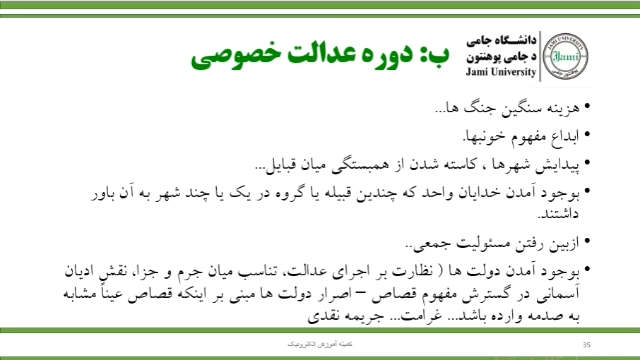 دانشگاه جامی
د جامی پوهنتون
Jami University
ب: دوره عدالت خصوصی
• هزینه سنگین جنگ ها...
• ابداع مفهوم خونبها.
• پیدایش شهرها ، کاسته شدن از همبستگی میان قبایل...
• بوجود آمدن خدایان واحد که چندین قبیله یا گروه در یک یا چند شهر به آن باور
داشتند.
• ازبین رفتن مسئولیت جمعی..
• بوجود آمدن دولت ها ( نظارت بر اجرای عدالت، تناسب میان جرم و جزا، نقش ادیان
آسمانی در گسترش مفهوم قصاص – اصرار دولت ها مبنی بر اینکه قصاص عیناً مشابه
به صدمه وارده باشد... غرامت... جریمه نقدی
کمیته آموزش الکترونیک
35